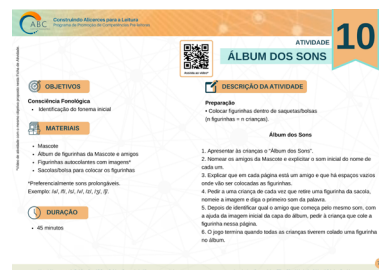 ABC
Construindo Alicerces para a Leitura
Programa de Promoção de Competências Pré-leitoras
ATIVIDADE
10
ÁLBUM DOS SONS
OBJETIVOS
Consciência Fonológica
• Identificação do fonema inicial
MATERIAIS
• Mascote
• Álbum de figurinhas da Mascote e amigos
• Figurinhas autocolantes com imagens*
• Sacolas/bolsa para colocar os figurinhas
*Preferencialmente sons prolongáveis.
DURAÇÃO
• 45 minutos
DESCRIÇÃO DA ATIVIDADE
Preparação
• Colocar figurinhas dentro de saquetas/bolsas
(n figurinhas = n crianças).
Álbum dos Sons
1. Apresentar às crianças o "Álbum dos Sons".
2. Nomear os amigos da Mascote e explicitar o som inicial do nome de
cada um.
3. Explicar que em cada página está um amigo e que há espaços vazios
onde vão ser colocadas as figurinhas.
4. Pedir a uma criança de cada vez que retire uma figurinha da sacola,
nomeie a imagem e diga o primeiro som da palavra.
5. Depois de identificar qual o amigo que começa pelo mesmo som, com
a ajuda da imagem inicial da capa do álbum, pedir à criança que cole a
figurinha nessa página.
6. O jogo termina quando todas as crianças tiverem colado uma figurinha
no álbum.